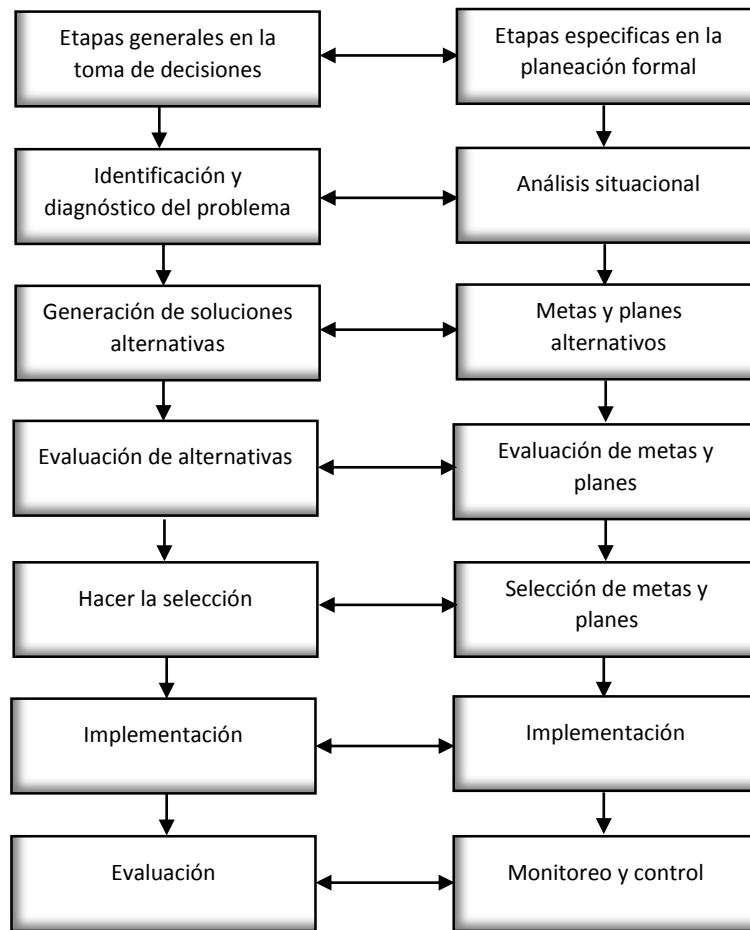 Etapas generales en la
toma de decisiones
Etapas especificas en la
planeación formal
Identificación y
diagnóstico del problema
Análisis situacional
Generación de soluciones
alternativas
Metas y planes
alternativos
Evaluación de alternativas
Evaluación de metas y
planes
Hacer la selección
Selección de metas y
planes
Implementación
Implementación
Evaluación
Monitoreo y control